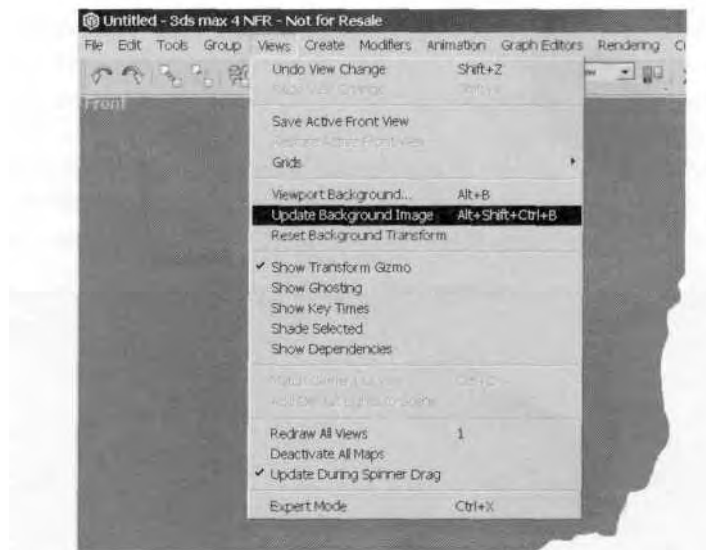 Untitled - 3ds max 4 NFR - Not for Resale
File Edit Tools Group Views Create Modifiers Animation Graph Editors Rendering
Front
Undo View Change Shift+Z
Save Active Front View
Grids
Viewport Background... Alt+B
Update Background Image Alt+Shift+Ctrl+B
Reset Background Transform
Show Transform Gizmo
Show Ghosting
Show Key Times
Shade Selected
Show Dependencies
Redraw All Views 1
Deactivate All Maps
Update During Spinner Drag
Expert Mode Ctrl+X